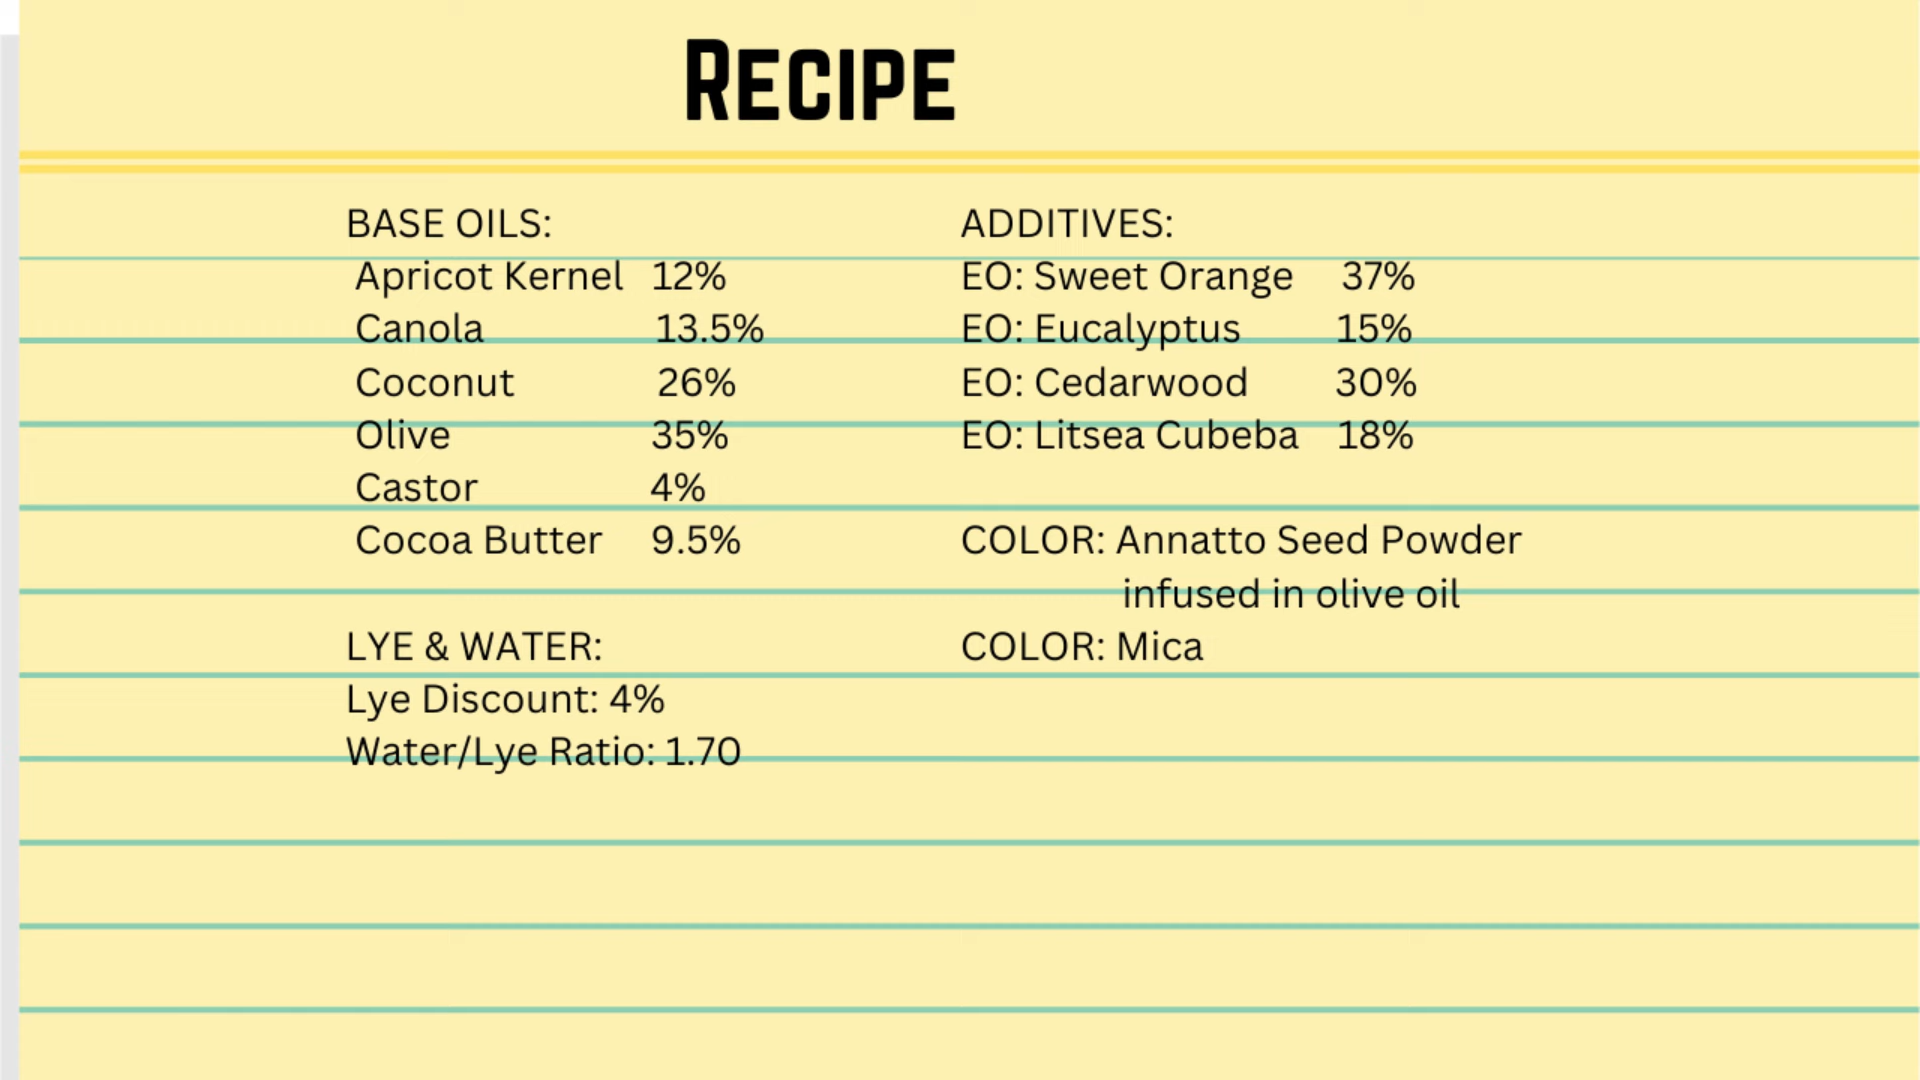 RECIPE
BASE OILS:
Apricot Kernel 12%
Canola 13.5%
Coconut 26%
Olive 35%
Castor 4%
Cocoa Butter 9.5%
LYE & WATER:
Lye Discount: 4%
Water/Lye Ratio: 1.70
ADDITIVES:
EO: Sweet Orange 37%
EO: Eucalyptus 15%
EO: Cedarwood 30%
EO: Litsea Cubeba 18%
COLOR: Annatto Seed Powder
infused in olive oil
COLOR: Mica